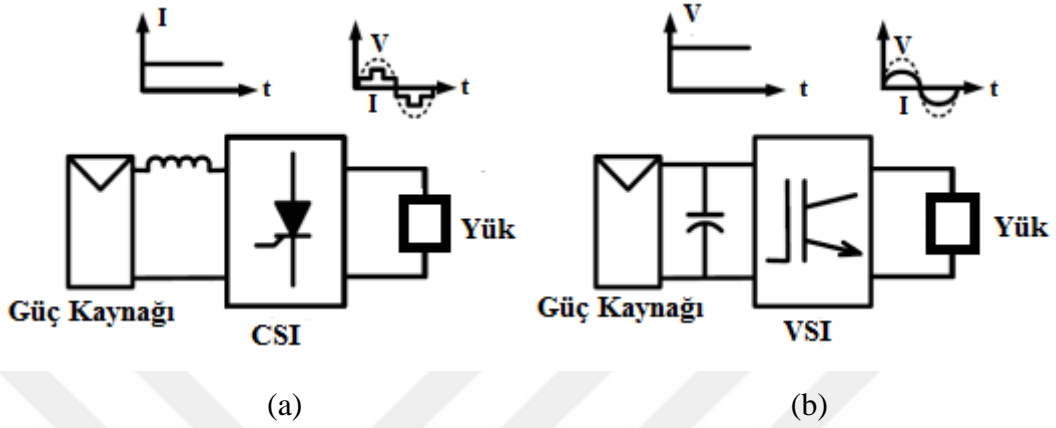 I
t
V
I
t
Güç Kaynağı
CSI
Yük
(a)
V
t
V
I
t
Güç Kaynağı
VSI
Yük
(b)